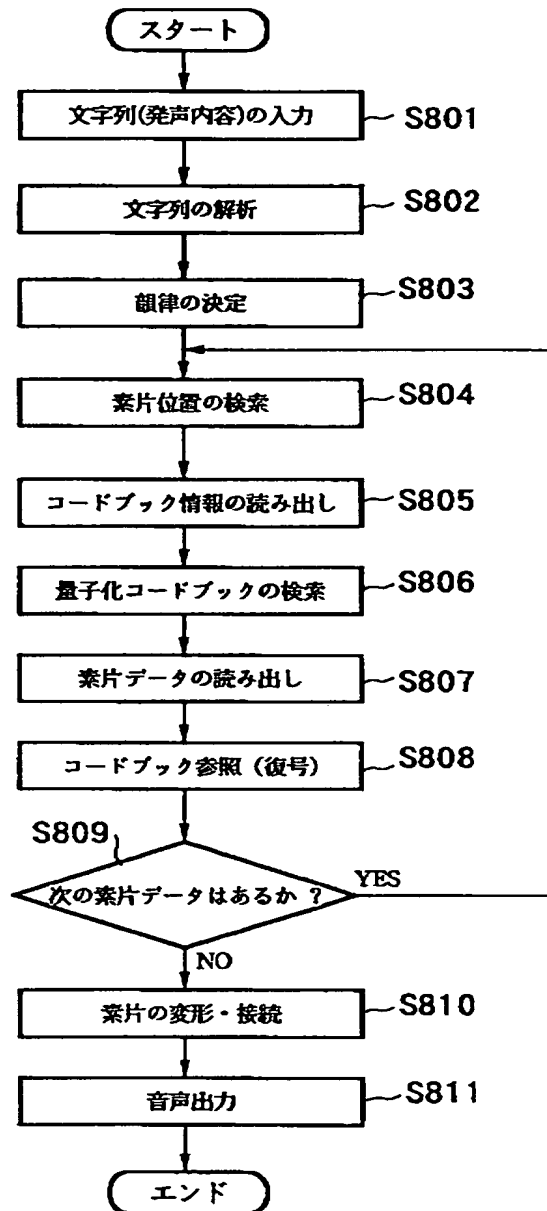 スタート
文字列(発声内容)の入力
S801
文字列の解析
S802
韻律の決定
S803
素片位置の検索
S804
コードブック情報の読み出し
S805
量子化コードブックの検索
S806
素片データの読み出し
S807
コードブック参照（復号）
S808
S809
次の素片データはあるか ？
YES
NO
素片の変形・接続
S810
音声出力
S811
エンド